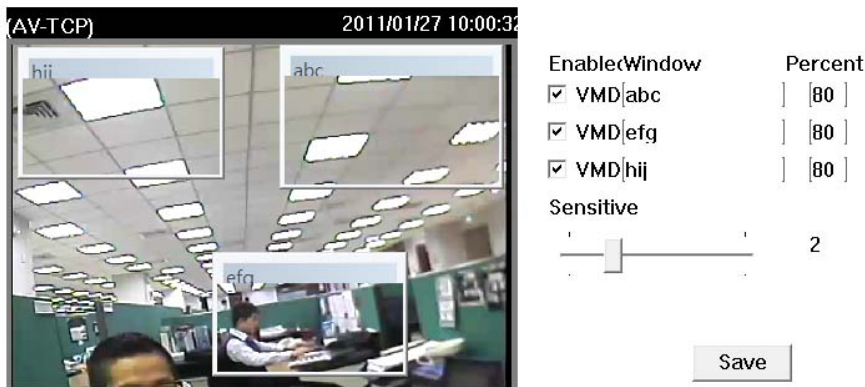 (AV-TCP) 2011/01/27 10:00:32
hij
abc
efg
Enable Window Percent
VMD abc 80
VMD efg 80
VMD hij 80
Sensitive
2
Save